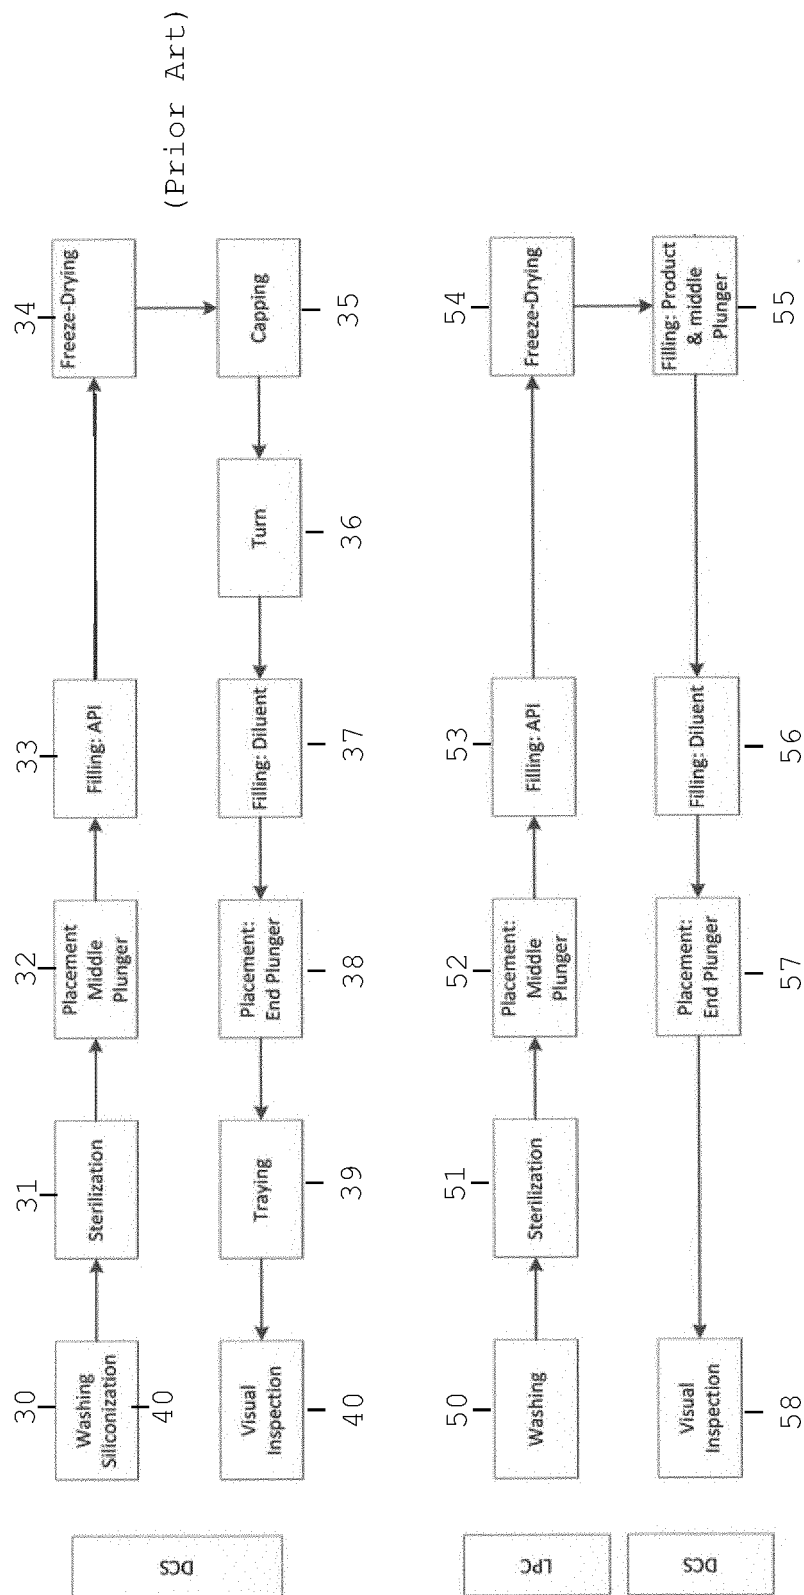 (Prior Art)
DCS
30
31
32
33
34
Washing
Siliconization
Sterilization
Placement
Middle
Plunger
Filling: API
Freeze-Drying
40
Visual
Inspection
Traying
Placement:
End Plunger
Filling: Diluent
Turn
Capping
40
39
38
37
36
35
LPC
50
51
52
53
54
Washing
Sterilization
Placement:
Middle
Plunger
Filling: API
Freeze-Drying
DCS
Visual
Inspection
Placement:
End Plunger
Filling: Diluent
Filling: Product
& middle
Plunger
58
57
56
55